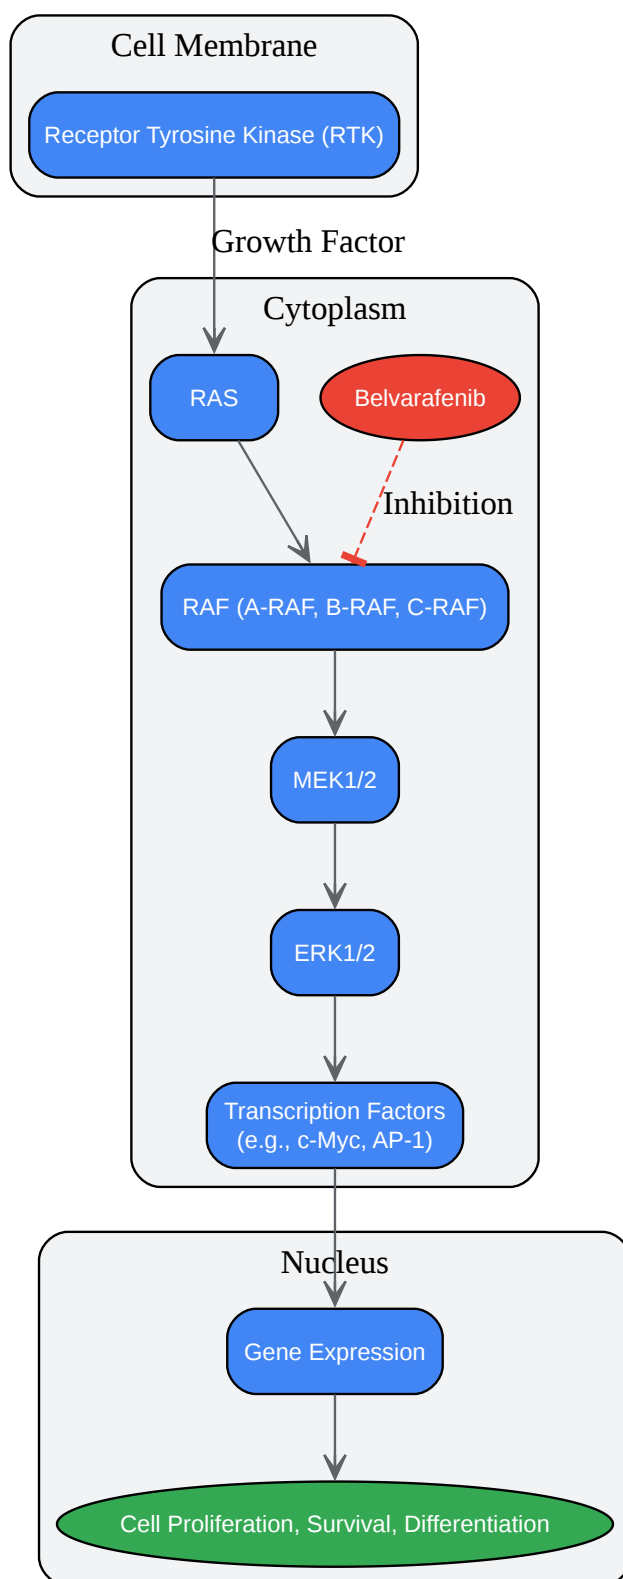 Cell Membrane
Receptor Tyrosine Kinase (RTK)
Growth Factor
Cytoplasm
RAS
Belvarafenib
Inhibition
RAF (A-RAF, B-RAF, C-RAF)
MEK1/2
ERK1/2
Transcription Factors
(e.g., c-Myc, AP-1)
Nucleus
Gene Expression
Cell Proliferation, Survival, Differentiation